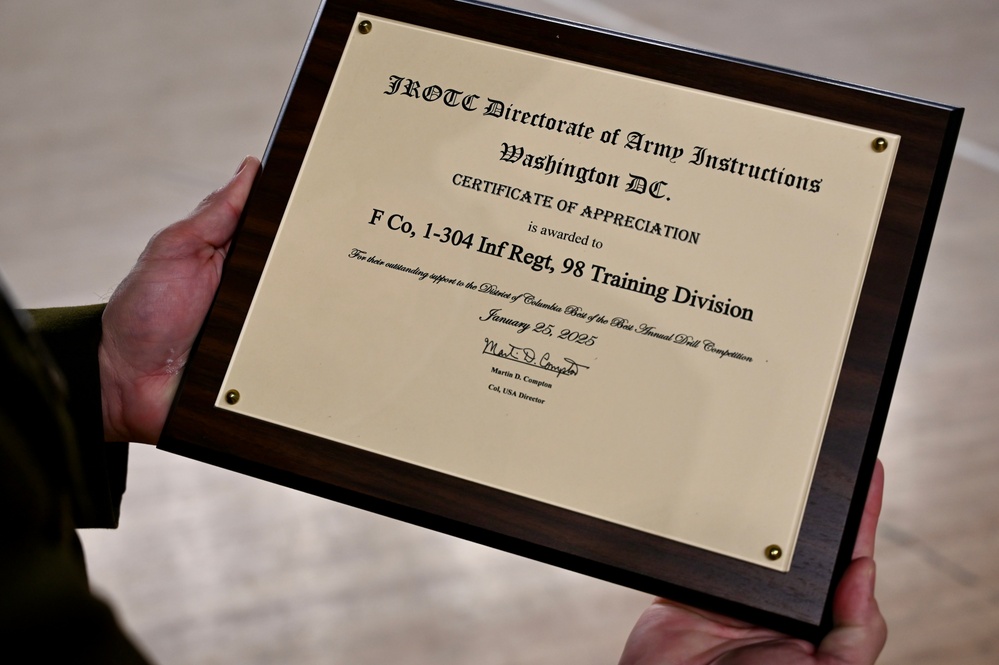 JROTC Directorate of Army Instructions
Washington DC.
CERTIFICATE OF APPRECIATION
is awarded to
F Co, 1-304 Inf Regt, 98 Training Division
For their outstanding support to the District of Columbia Best of the Best Annual Drill Competition
January 25, 2025
Martin D. Compton
Martin D. Compton
Col, USA Director